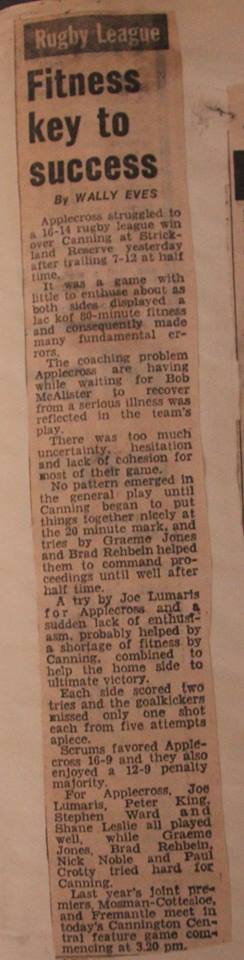 Rugby League
Fitness
key to
success
By WALLY EVES
Applecross struggled to
a 16-14 rugby league win
over Canning at Strick-
land Reserve yesterday
after trailing 7-12 at half
time.
It was a game with
little to enthuse about as
both sides displayed a
lac kof 80-minute fitness
and consequently made
many fundamental er-
rors.
The coaching problem
Applecross are having
while waiting for Bob
McAlister to recover
from a serious illness was
reflected in the team's
play.
There was too much
uncertainty, hesitation
and lack of cohesion for
most of their game.
No pattern emerged in
the general play until
Canning began to put
things together nicely at
the 20 minute mark, and
tries by Graeme Jones
and Brad Rehbein helped
them to command pro-
ceedings until well after
half time.
A try by Joe Lumaris
for Applecross and a
sudden lack of enthusi-
asm, probably helped by
a shortage of fitness by
Canning, combined to
help the home side to
ultimate victory.
Each side scored two
tries and the goalkickers
missed only one shot
each from five attempts
apiece.
Scrums favored Apple-
cross 16-9 and they also
enjoyed a 12-9 penalty
majority.
For Applecross, Joe
Lumaris, Peter King,
Stephen Ward and
Shane Leslie all played
well, while Graeme
Jones, Brad Rehbein,
Nick Noble and Paul
Crotty tried hard for
Canning.
Last year's joint pre-
miers, Mosman-Cottesloe,
and Fremantle meet in
today's Cannington Cen-
tral feature game com-
mencing at 3.20 pm.